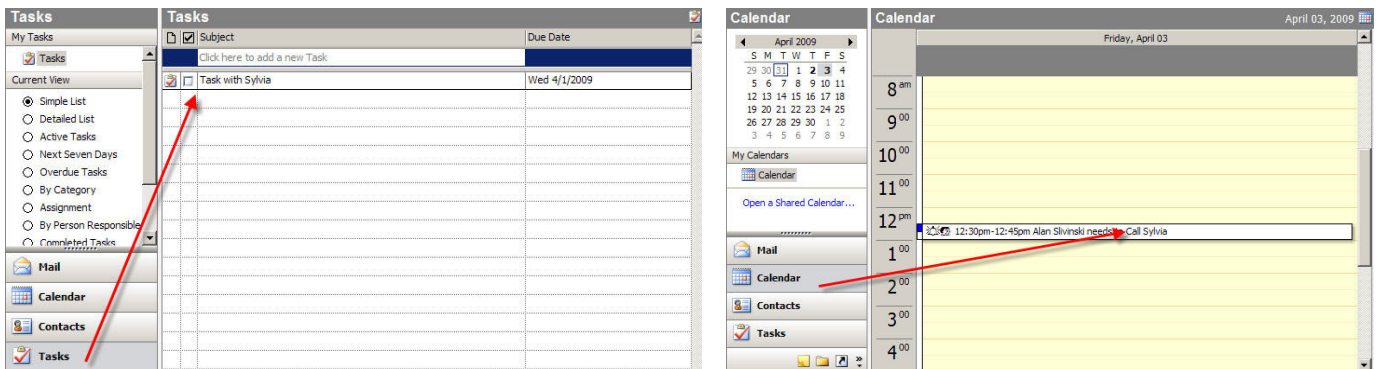 Tasks
My Tasks
Tasks
Current View
Simple List
Detailed List
Active Tasks
Next Seven Days
Overdue Tasks
By Category
Assignment
By Person Responsible
Completed Tasks
Mail
Calendar
Contacts
Tasks
Tasks
Subject Due Date
Click here to add a new Task
Task with Sylvia Wed 4/1/2009
Calendar
April 2009
S M T W T F S
29 30 31 1 2 3 4
5 6 7 8 9 10 11
12 13 14 15 16 17 18
19 20 21 22 23 24 25
26 27 28 29 30 1 2
3 4 5 6 7 8 9
My Calendars
Calendar
Open a Shared Calendar...
Mail
Calendar
Contacts
Tasks
Calendar April 03, 2009
Friday, April 03
8 am
9 00
10 00
11 00
12 pm
12:30pm-12:45pm Alan Slivinski needs to Call Sylvia
1 00
2 00
3 00
4 00